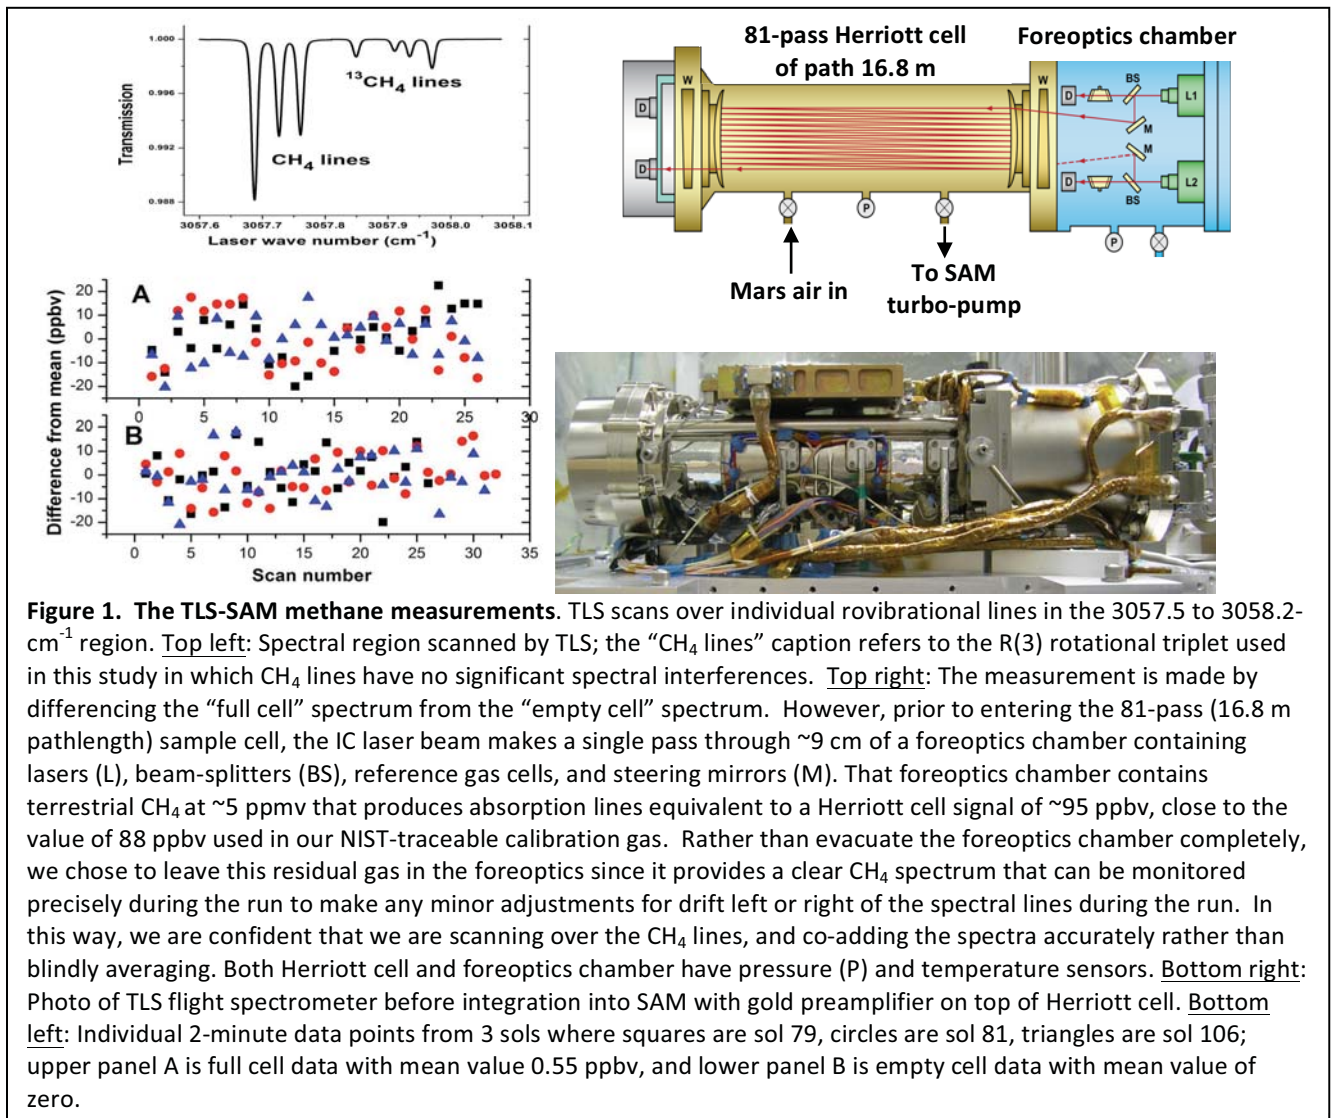 1.000
0.996
0.992
0.988
Transmission
¹³CH₄ lines
CH₄ lines
3057.6 3057.7 3057.8 3057.9 3058.0 3058.1
Laser wave number (cm⁻¹)
81-pass Herriott cell
of path 16.8 m
Foreoptics chamber
W
W
D
D
D
BS
L1
M
M
D
BS
L2
P
P
Mars air in
To SAM
turbo-pump
Difference from mean (ppbv)
A
20
10
0
-10
-20
0 5 10 15 20 25 30
B
20
10
0
-10
-20
0 5 10 15 20 25 30 35
Scan number
Figure 1. The TLS-SAM methane measurements. TLS scans over individual rovibrational lines in the 3057.5 to 3058.2-
cm⁻¹ region. Top left: Spectral region scanned by TLS; the “CH₄ lines” caption refers to the R(3) rotational triplet used
in this study in which CH₄ lines have no significant spectral interferences. Top right: The measurement is made by
differencing the “full cell” spectrum from the “empty cell” spectrum. However, prior to entering the 81-pass (16.8 m
pathlength) sample cell, the IC laser beam makes a single pass through ~9 cm of a foreoptics chamber containing
lasers (L), beam-splitters (BS), reference gas cells, and steering mirrors (M). That foreoptics chamber contains
terrestrial CH₄ at ~5 ppmv that produces absorption lines equivalent to a Herriott cell signal of ~95 ppbv, close to the
value of 88 ppbv used in our NIST-traceable calibration gas. Rather than evacuate the foreoptics chamber completely,
we chose to leave this residual gas in the foreoptics since it provides a clear CH₄ spectrum that can be monitored
precisely during the run to make any minor adjustments for drift left or right of the spectral lines during the run. In
this way, we are confident that we are scanning over the CH₄ lines, and co-adding the spectra accurately rather than
blindly averaging. Both Herriott cell and foreoptics chamber have pressure (P) and temperature sensors. Bottom right:
Photo of TLS flight spectrometer before integration into SAM with gold preamplifier on top of Herriott cell. Bottom
left: Individual 2-minute data points from 3 sols where squares are sol 79, circles are sol 81, triangles are sol 106;
upper panel A is full cell data with mean value 0.55 ppbv, and lower panel B is empty cell data with mean value of
zero.